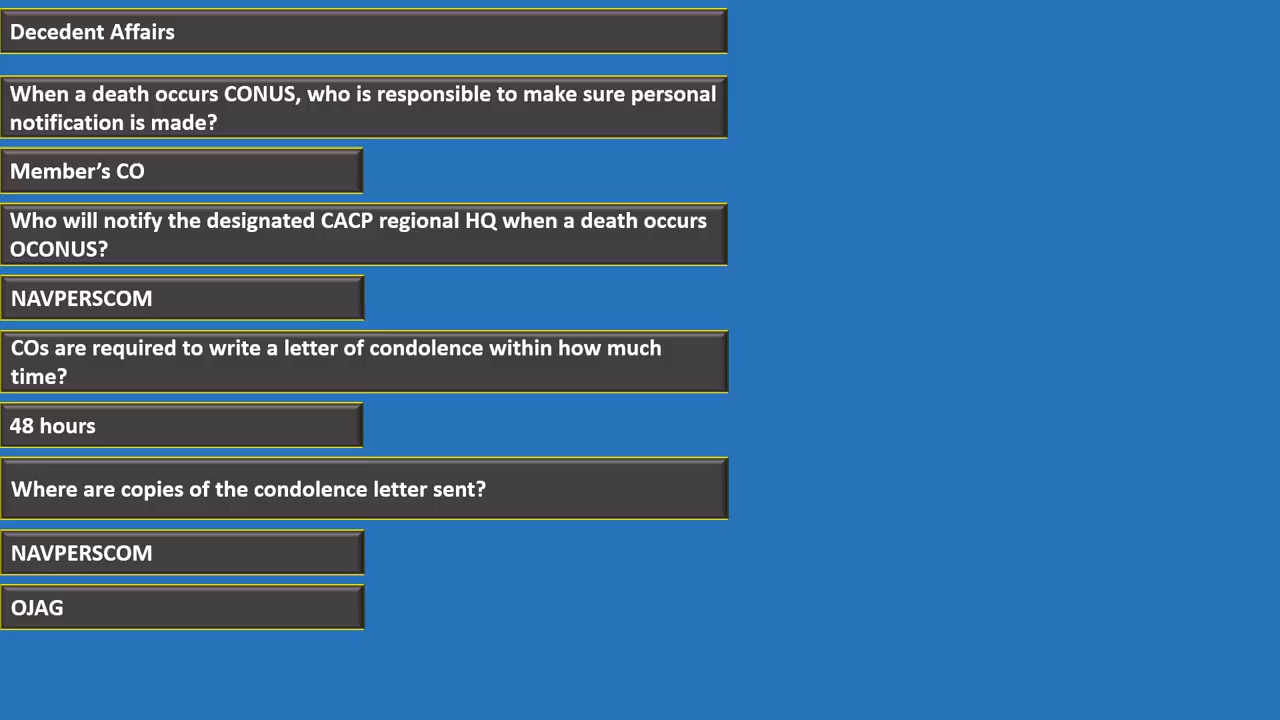 Decedent Affairs
When a death occurs CONUS, who is responsible to make sure personal
notification is made?
Member’s CO
Who will notify the designated CACP regional HQ when a death occurs
OCONUS?
NAVPERSCOM
COs are required to write a letter of condolence within how much
time?
48 hours
Where are copies of the condolence letter sent?
NAVPERSCOM
OJAG